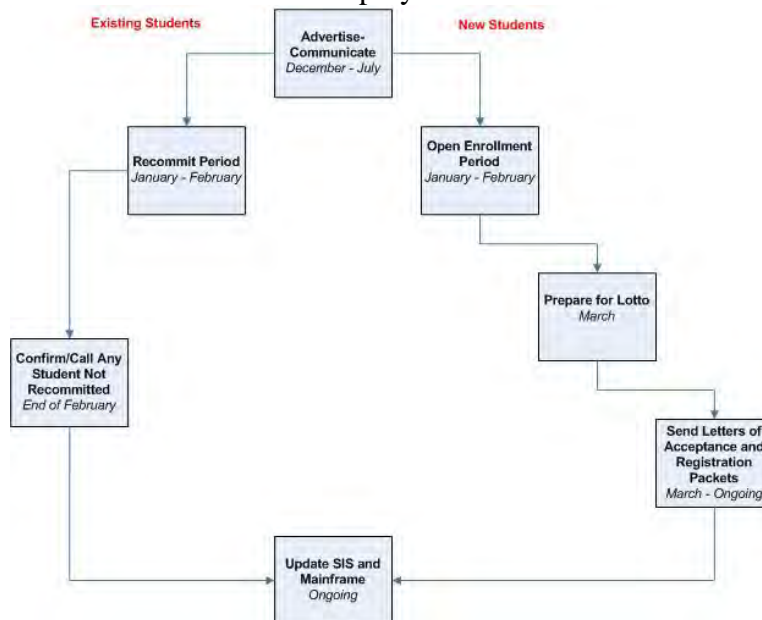 Existing Students
New Students
Advertise-
Communicate
December - July
Recommit Period
January - February
Open Enrollment
Period
January - February
Prepare for Lotto
March
Confirm/Call Any
Student Not
Recommitted
End of February
Send Letters of
Acceptance and
Registration
Packets
March - Ongoing
Update SIS and
Mainframe
Ongoing